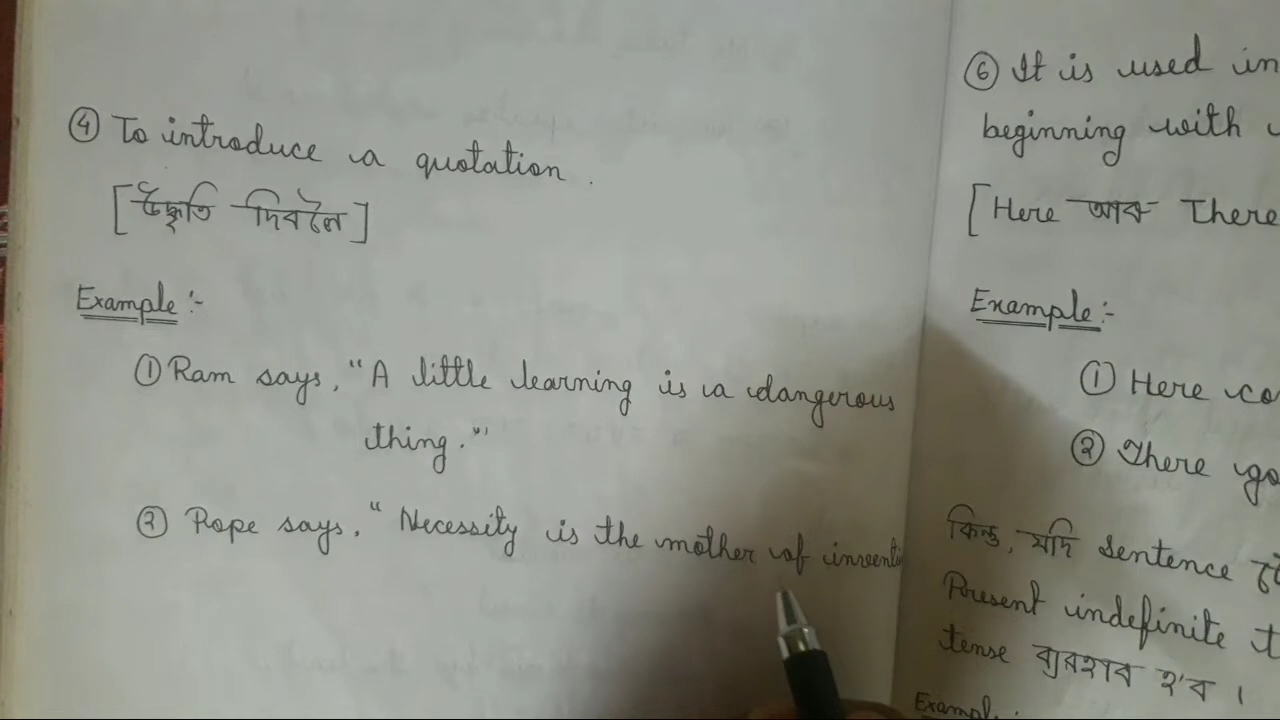 ④ To introduce a quotation.
[উদ্ধৃতি দিবলৈ]
Example :-
① Ram says, "A little learning is a dangerous
thing."
② Pope says, "Necessity is the mother of
⑥ It is used in
beginning with
[Here আৰু There
Example :-
① Here
② There
কিন্তু, যদি sentence
Present indefinite
tense ব্যৱহাৰ হ'ব ।
Example